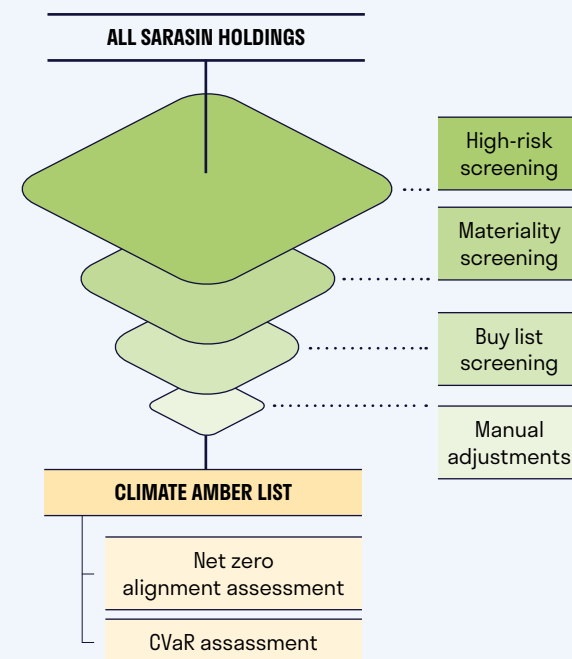 ALL SARASIN HOLDINGS
High-risk
screening
Materiality
screening
Buy list
screening
Manual
adjustments
CLIMATE AMBER LIST
Net zero
alignment assessment
CVaR assassment